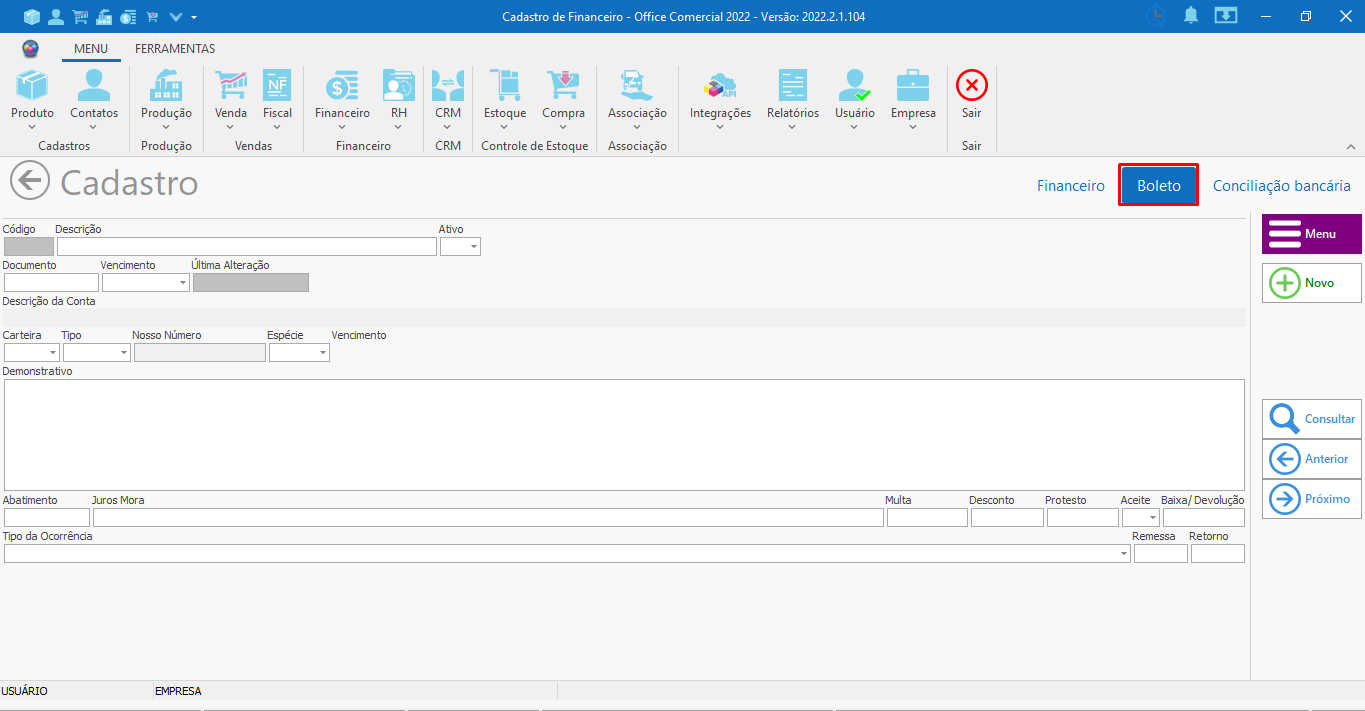 Cadastro de Financeiro - Office Comercial 2022 - Versão: 2022.2.1.104
MENU FERRAMENTAS
NF API
Produto Contatos Produção Venda Fiscal Financeiro RH CRM Estoque Compra Associação Integrações Relatórios Usuário Empresa Sair
Cadastros Produção Vendas Financeiro CRM Controle de Estoque Associação Sair
Cadastro Financeiro Boleto Conciliação bancária
Código Descrição Ativo
Menu
Documento Vencimento Última Alteração
Novo
Descrição da Conta
Carteira Tipo Nosso Número Espécie Vencimento
Demonstrativo
Consultar
Anterior
Próximo
Abatimento Juros Mora Multa Desconto Protesto Aceite Baixa/ Devolução
Tipo da Ocorrência Remessa Retorno
USUÁRIO EMPRESA